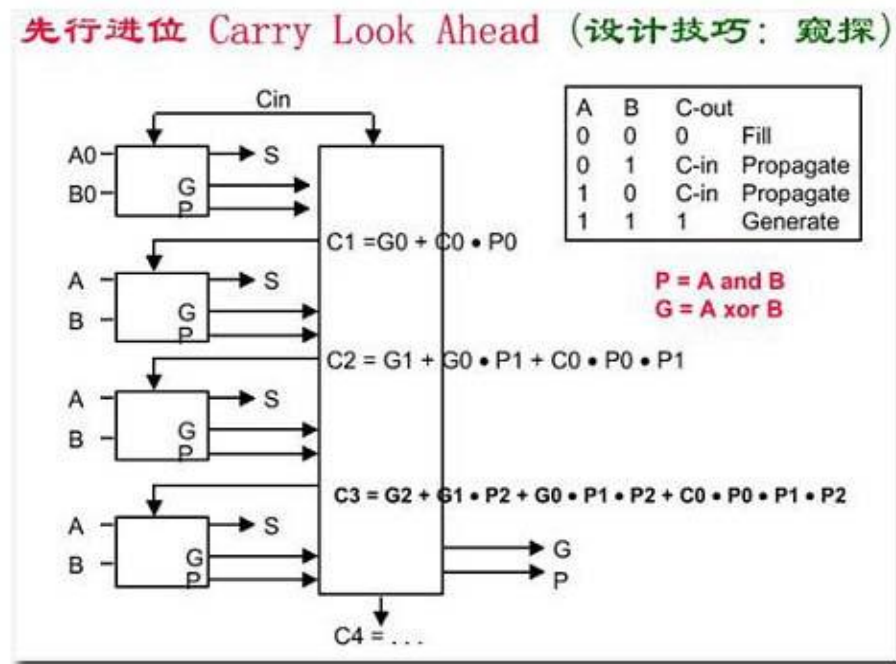 先行进位 Carry Look Ahead (设计技巧: 窥探)
Cin
A B C-out
0 0 0 Fill
0 1 C-in Propagate
1 0 C-in Propagate
1 1 1 Generate
A0
B0
S
G
P
C1 =G0 + C0 • P0
P = A and B
G = A xor B
A
B
S
G
P
C2 = G1 + G0 • P1 + C0 • P0 • P1
A
B
S
G
P
C3 = G2 + G1 • P2 + G0 • P1 • P2 + C0 • P0 • P1 • P2
A
B
S
G
P
G
P
C4 = . . .